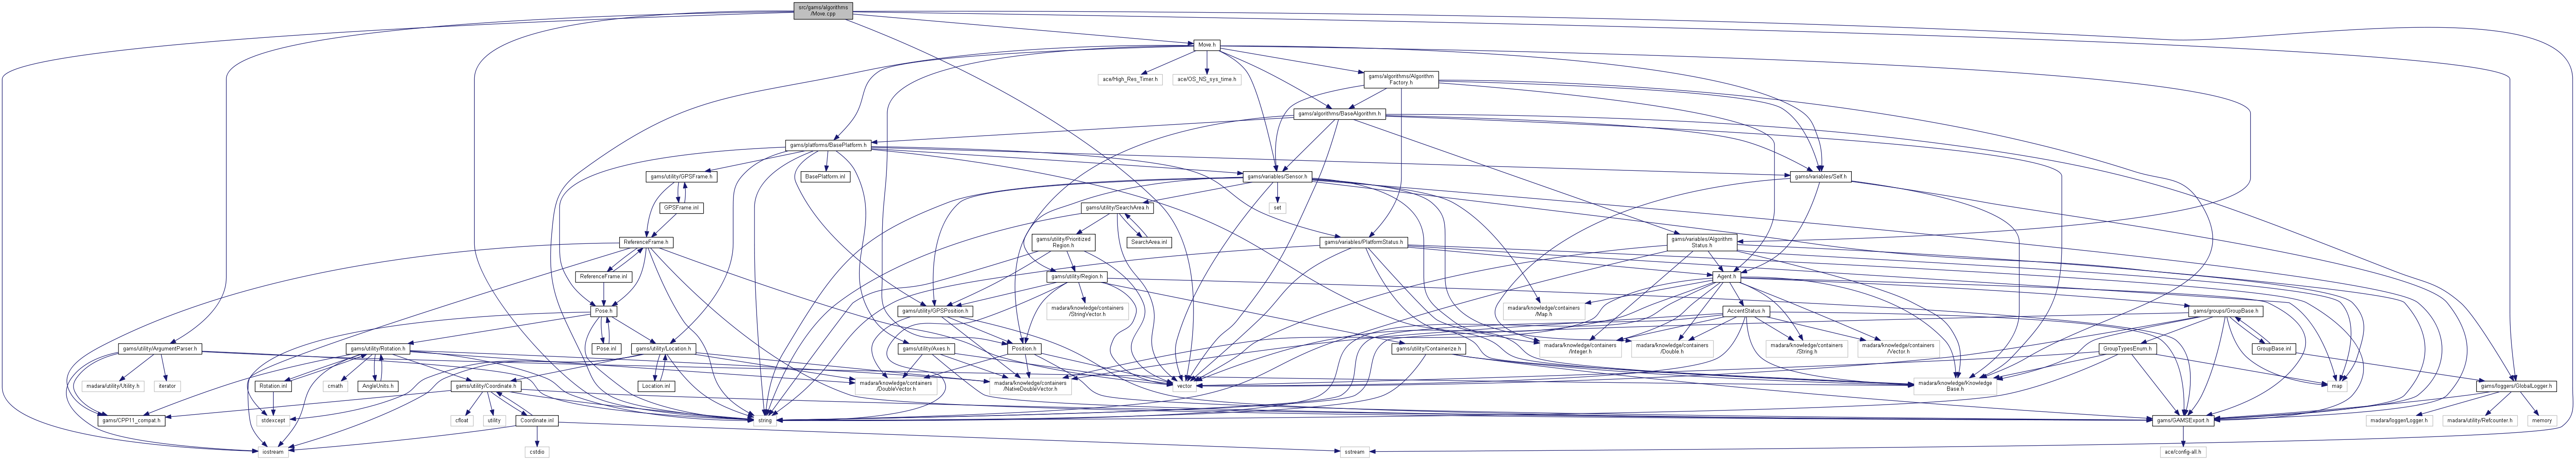 src/gams/algorithms
/Move.cpp
Move.h
ace/High_Res_Timer.h
ace/OS_NS_sys_time.h
gams/algorithms/Algorithm
Factory.h
gams/algorithms/BaseAlgorithm.h
gams/platforms/BasePlatform.h
gams/utility/GPSFrame.h
BasePlatform.inl
gams/variables/Sensor.h
gams/variables/Self.h
GPSFrame.inl
gams/utility/SearchArea.h
set
ReferenceFrame.h
gams/utility/Prioritized
Region.h
SearchArea.inl
gams/variables/PlatformStatus.h
gams/variables/Algorithm
Status.h
ReferenceFrame.inl
gams/utility/Region.h
Agent.h
Pose.h
gams/utility/GPSPosition.h
madara/knowledge/containers
/StringVector.h
madara/knowledge/containers
/Map.h
AccentStatus.h
gams/groups/GroupBase.h
gams/utility/ArgumentParser.h
gams/utility/Rotation.h
Pose.inl
gams/utility/Location.h
gams/utility/Axes.h
Position.h
gams/utility/Containerize.h
madara/knowledge/containers
/Integer.h
madara/knowledge/containers
/Double.h
madara/knowledge/containers
/String.h
madara/knowledge/containers
/Vector.h
GroupTypesEnum.h
GroupBase.inl
madara/utility/Utility.h
iterator
Rotation.inl
cmath
AngleUnits.h
gams/utility/Coordinate.h
Location.inl
madara/knowledge/containers
/DoubleVector.h
madara/knowledge/containers
/NativeDoubleVector.h
vector
madara/knowledge/Knowledge
Base.h
map
gams/loggers/GlobalLogger.h
gams/CPP11_compat.h
stdexcept
cfloat
utility
Coordinate.inl
string
gams/GAMSExport.h
madara/logger/Logger.h
madara/utility/Refcounter.h
memory
iostream
cstdio
sstream
ace/config-all.h